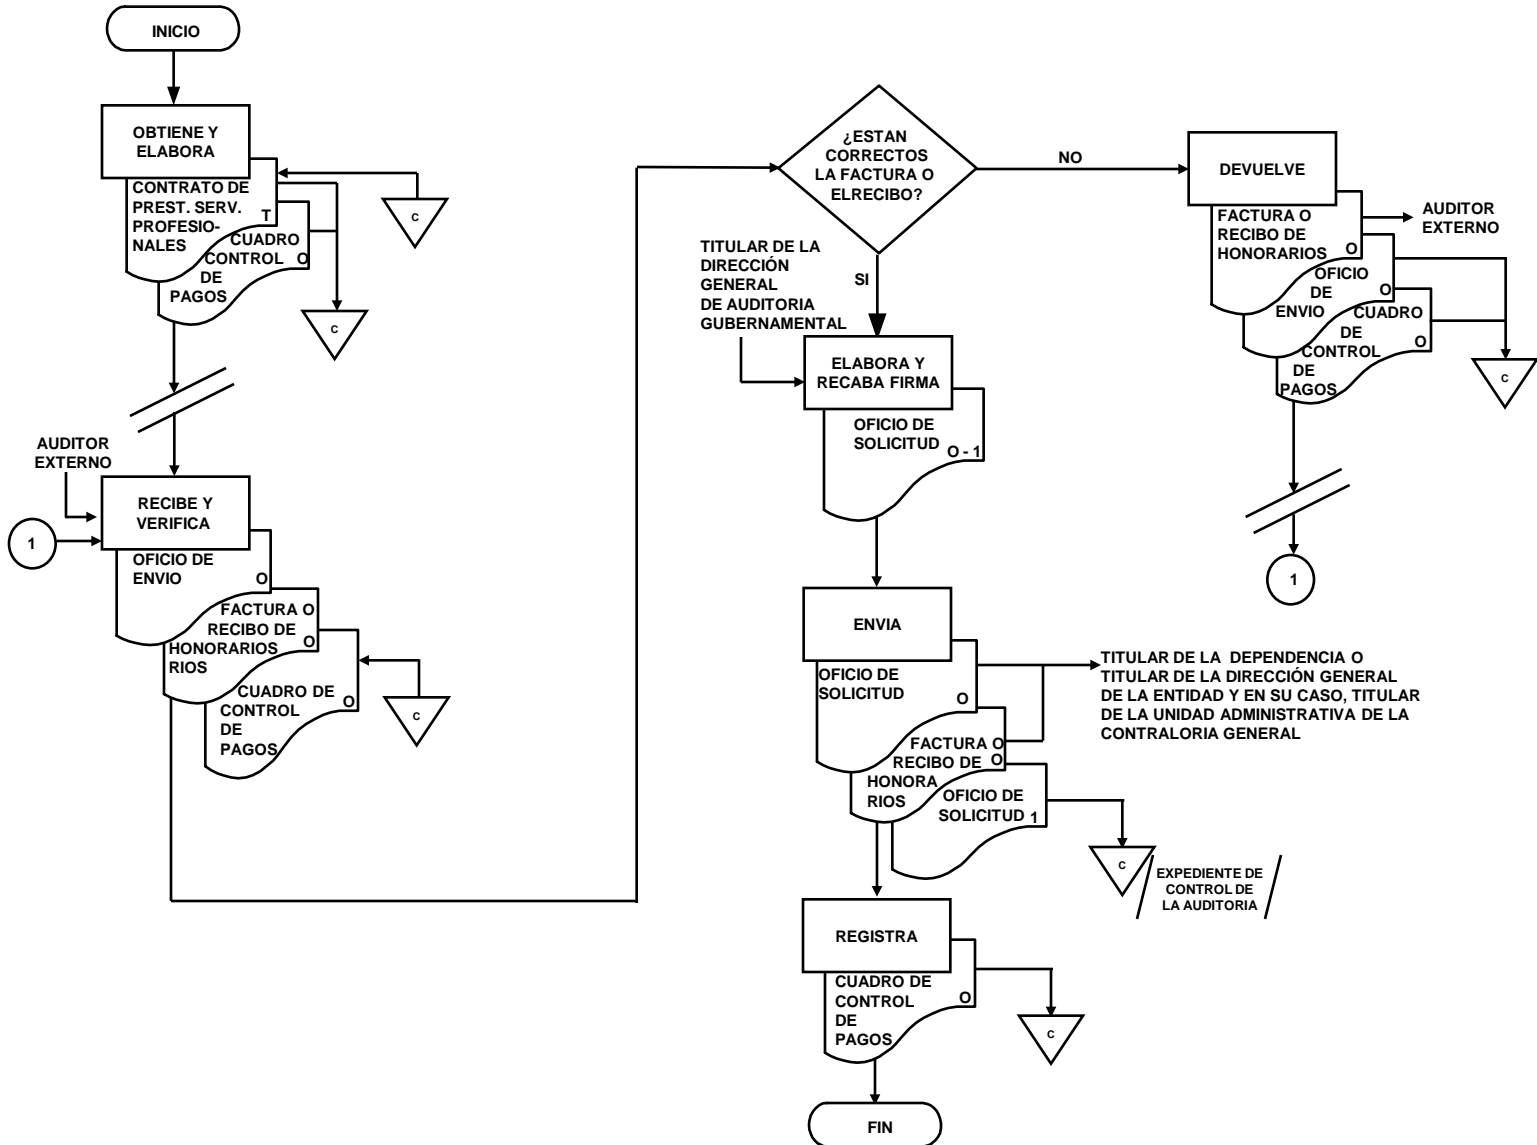 INICIO
OBTIENE Y
ELABORA
CONTRATO DE
PREST. SERV.
PROFESIO-
NALES
T
CUADRO
CONTROL
DE
PAGOS
O
C
C
AUDITOR
EXTERNO
1
RECIBE Y
VERIFICA
OFICIO DE
ENVIO
O
FACTURA O
RECIBO DE
HONORARIOS
RIOS
O
CUADRO DE
CONTROL
DE
PAGOS
O
C
¿ESTAN
CORRECTOS
LA FACTURA O
ELRECIBO?
NO
SI
TITULAR DE LA
DIRECCIÓN
GENERAL
DE AUDITORIA
GUBERNAMENTAL
ELABORA Y
RECABA FIRMA
OFICIO DE
SOLICITUD
O - 1
ENVIA
OFICIO DE
SOLICITUD
O
FACTURA O
RECIBO DE
HONORA
RIOS
O
OFICIO DE
SOLICITUD 1
TITULAR DE LA DEPENDENCIA O
TITULAR DE LA DIRECCIÓN GENERAL
DE LA ENTIDAD Y EN SU CASO, TITULAR
DE LA UNIDAD ADMINISTRATIVA DE LA
CONTRALORIA GENERAL
C
EXPEDIENTE DE
CONTROL DE
LA AUDITORIA
REGISTRA
CUADRO DE
CONTROL
DE
PAGOS
O
C
FIN
DEVUELVE
FACTURA O
RECIBO DE
HONORARIOS
O
AUDITOR
EXTERNO
OFICIO
DE
ENVIO
O
CUADRO
DE
CONTROL
DE
PAGOS
O
C
1